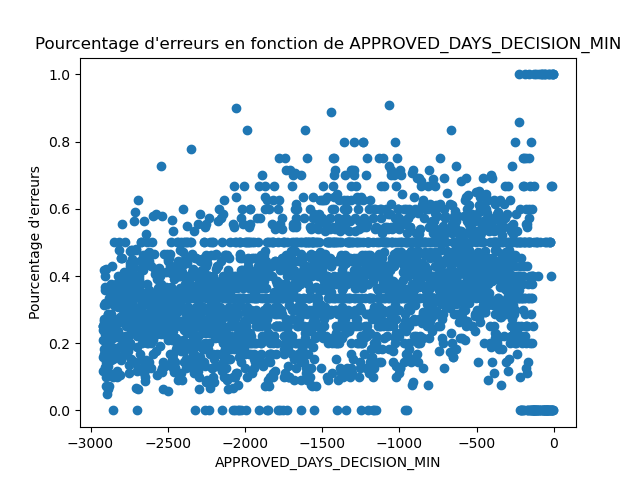 Pourcentage d'erreurs en fonction de APPROVED_DAYS_DECISION_MIN
1.0
0.8
0.6
0.4
0.2
0.0
Pourcentage d'erreurs
−3000 −2500 −2000 −1500 −1000 −500 0
APPROVED_DAYS_DECISION_MIN